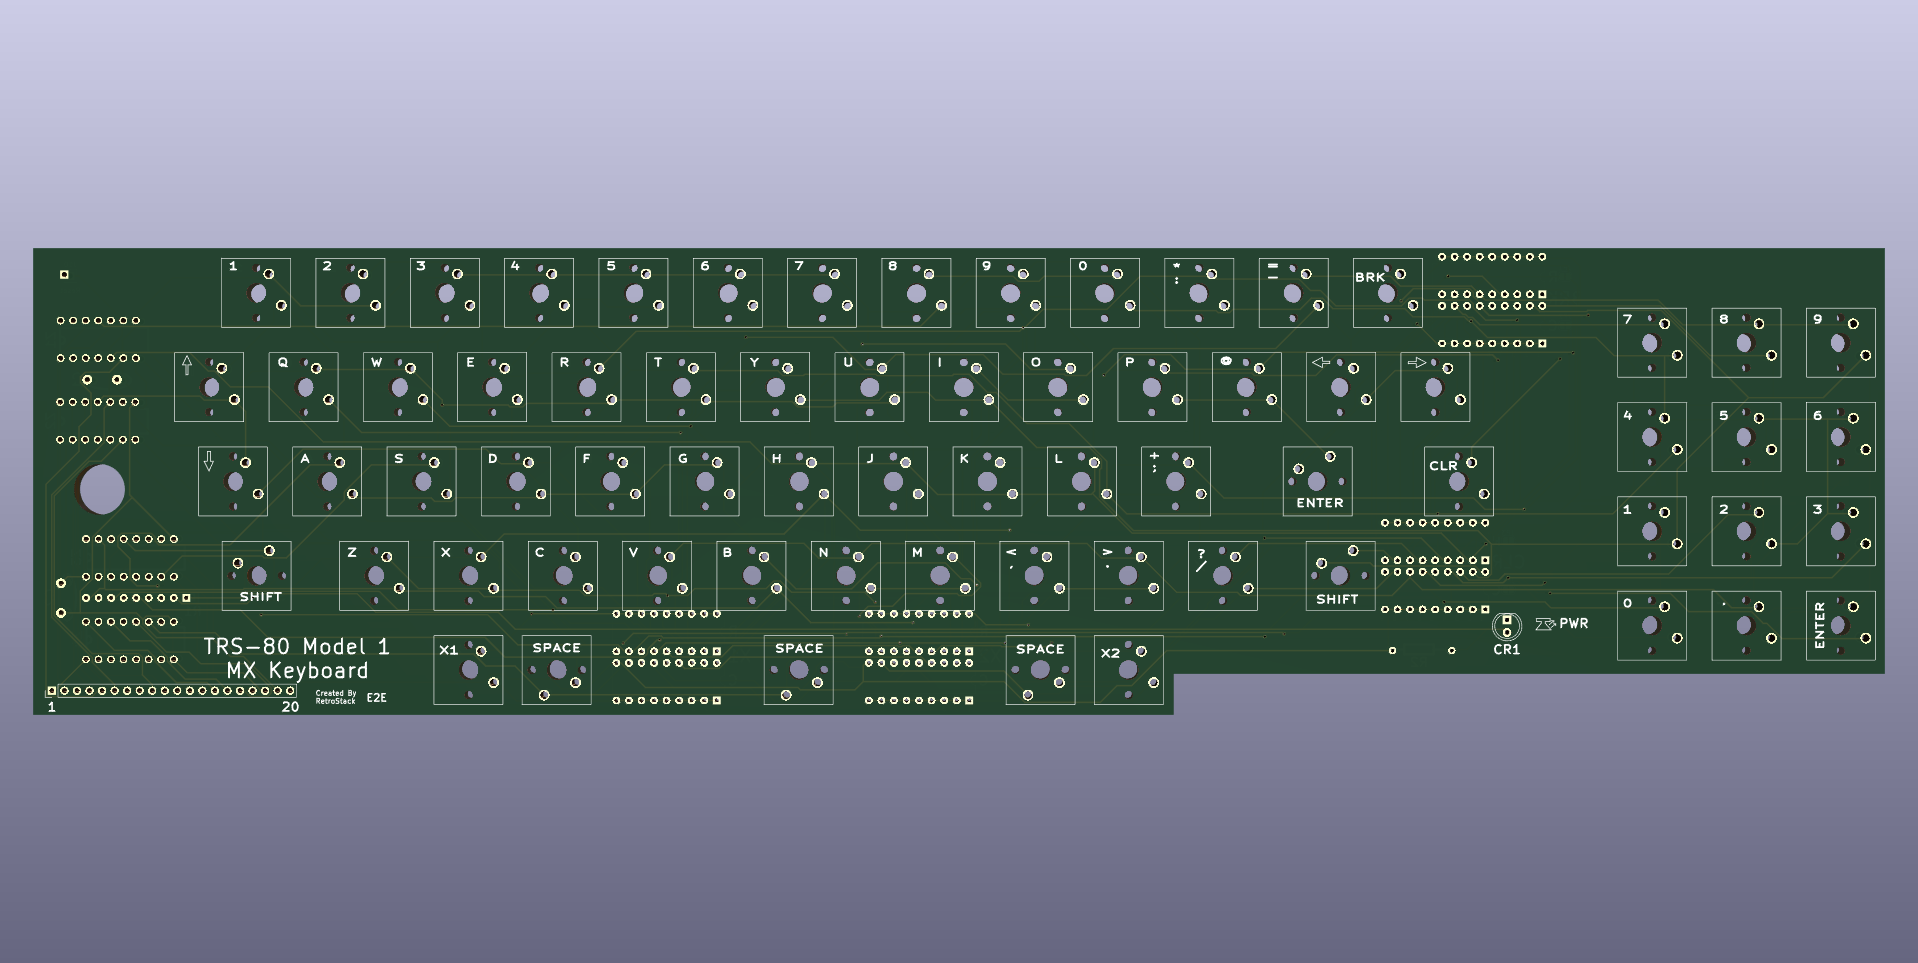 1 2 3 4 5 6 7 8 9 0 * : = - BRK
7 8 9
↑ Q W E R T Y U I O P @ ← →
4 5 6
↓ A S D F G H J K L + ; ENTER CLR
1 2 3
SHIFT Z X C V B N M < , > . ? / SHIFT
0 . ENTER
PWR
CR1
TRS-80 Model 1
MX Keyboard
X1 SPACE SPACE SPACE X2
Created By
RetroStack
E2E
1 20